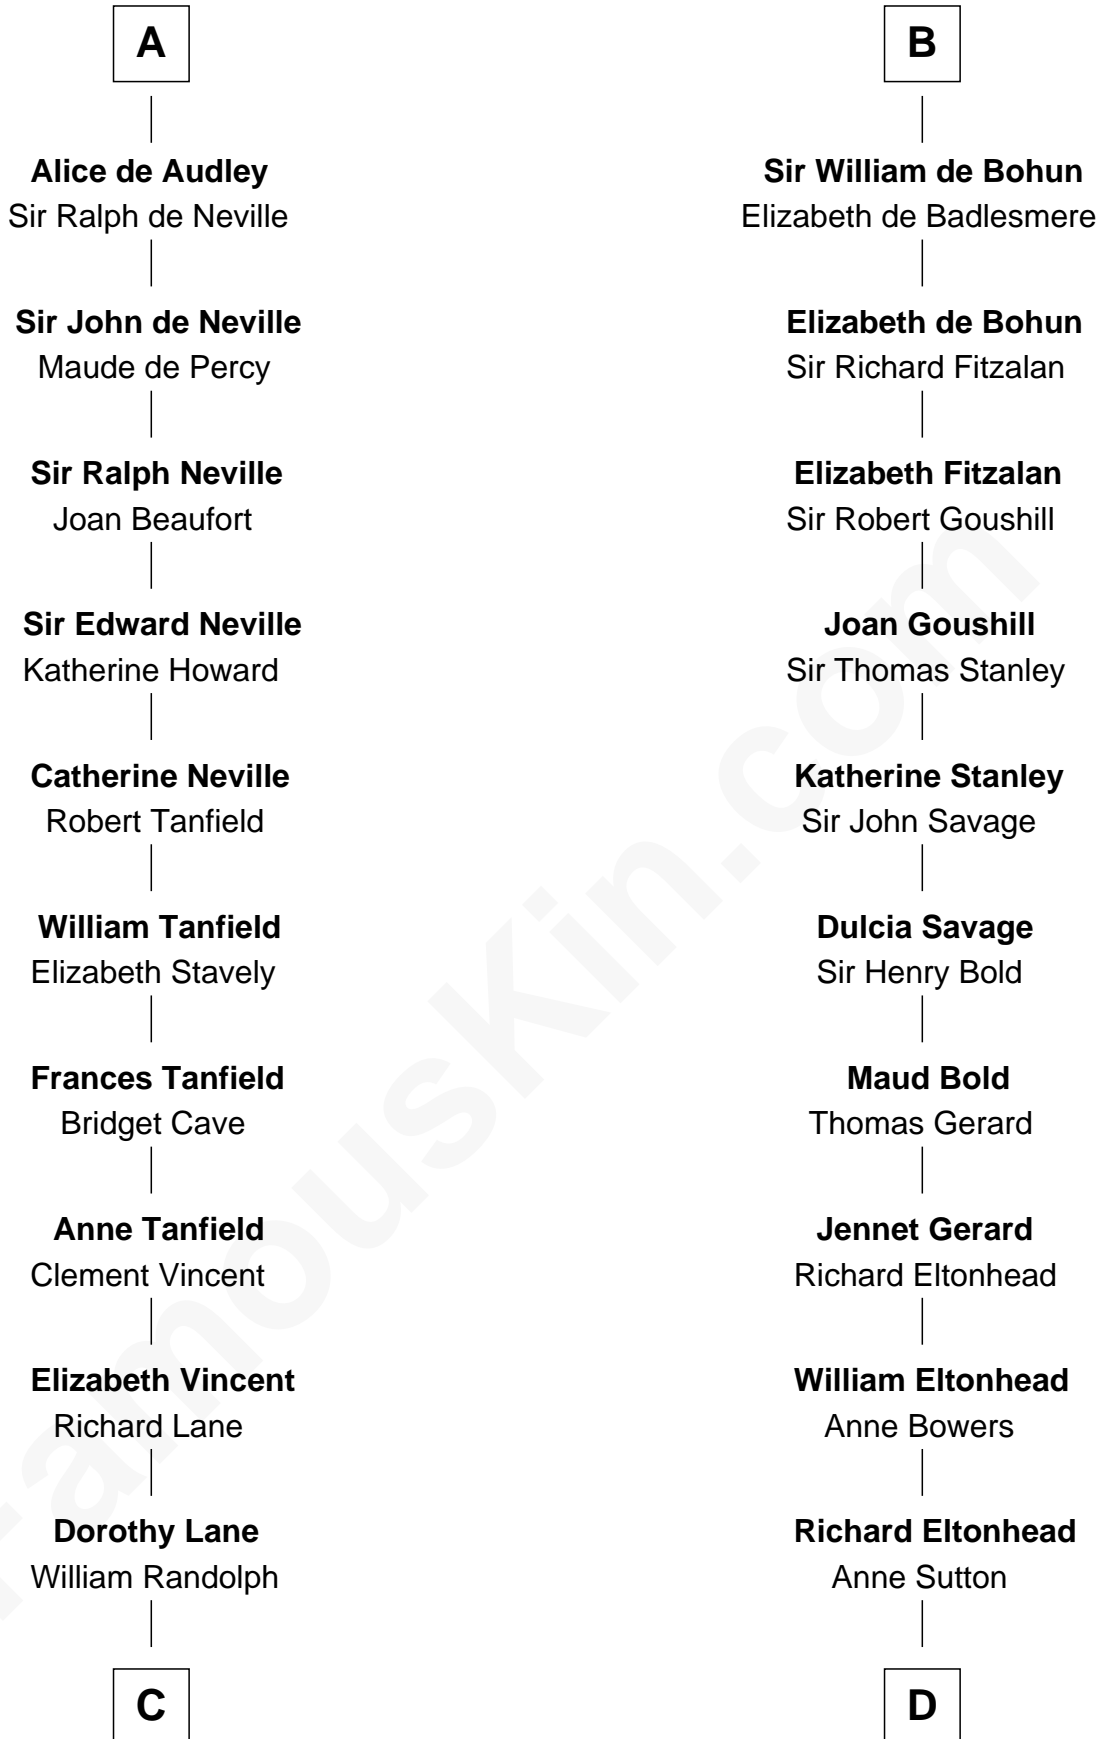 A
Alice de Audley
Sir Ralph de Neville
Sir John de Neville
Maude de Percy
Sir Ralph Neville
Joan Beaufort
Sir Edward Neville
Katherine Howard
Catherine Neville
Robert Tanfield
William Tanfield
Elizabeth Stavely
Frances Tanfield
Bridget Cave
Anne Tanfield
Clement Vincent
Elizabeth Vincent
Richard Lane
Dorothy Lane
William Randolph
C
B
Sir William de Bohun
Elizabeth de Badlesmere
Elizabeth de Bohun
Sir Richard Fitzalan
Elizabeth Fitzalan
Sir Robert Goushill
Joan Goushill
Sir Thomas Stanley
Katherine Stanley
Sir John Savage
Dulcia Savage
Sir Henry Bold
Maud Bold
Thomas Gerard
Jennet Gerard
Richard Eltonhead
William Eltonhead
Anne Bowers
Richard Eltonhead
Anne Sutton
D
FamousKin.com